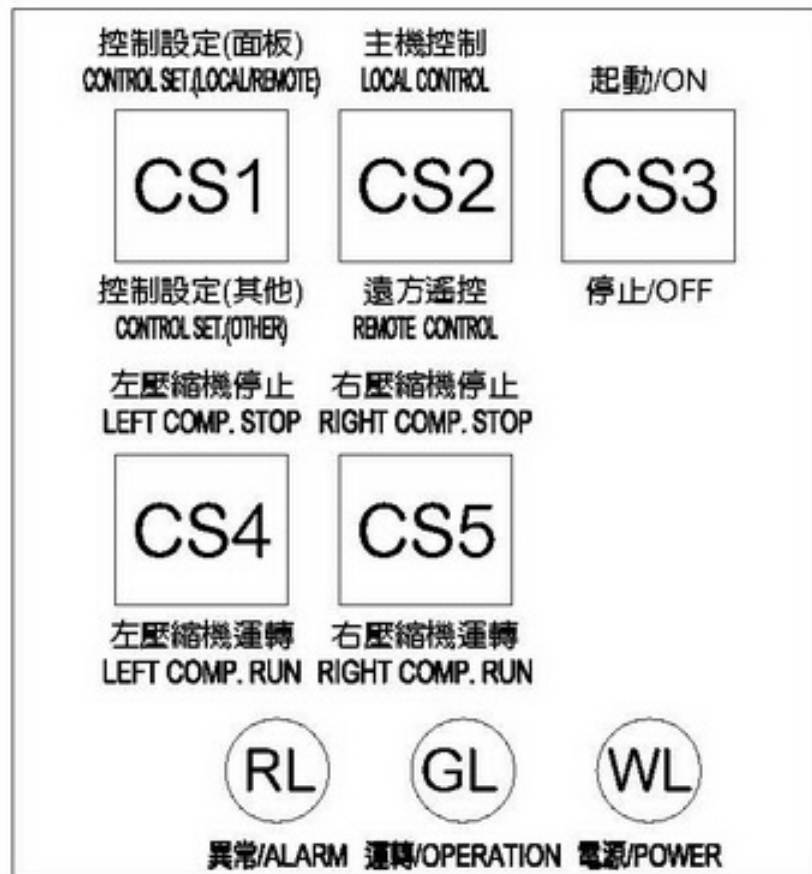 控制設定(面板) 主機控制
CONTROL SET.(LOCAL/REMOTE) LOCAL CONTROL 起動/ON
CS1 CS2 CS3
控制設定(其他) 遠方遙控 停止/OFF
CONTROL SET.(OTHER) REMOTE CONTROL
左壓縮機停止 右壓縮機停止
LEFT COMP. STOP RIGHT COMP. STOP
CS4 CS5
左壓縮機運轉 右壓縮機運轉
LEFT COMP. RUN RIGHT COMP. RUN
RL GL WL
異常/ALARM 運轉/OPERATION 電源/POWER